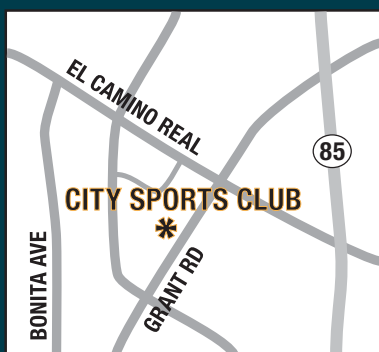 EL CAMINO REAL
85
CITY SPORTS CLUB
*
BONITA AVE
GRANT RD